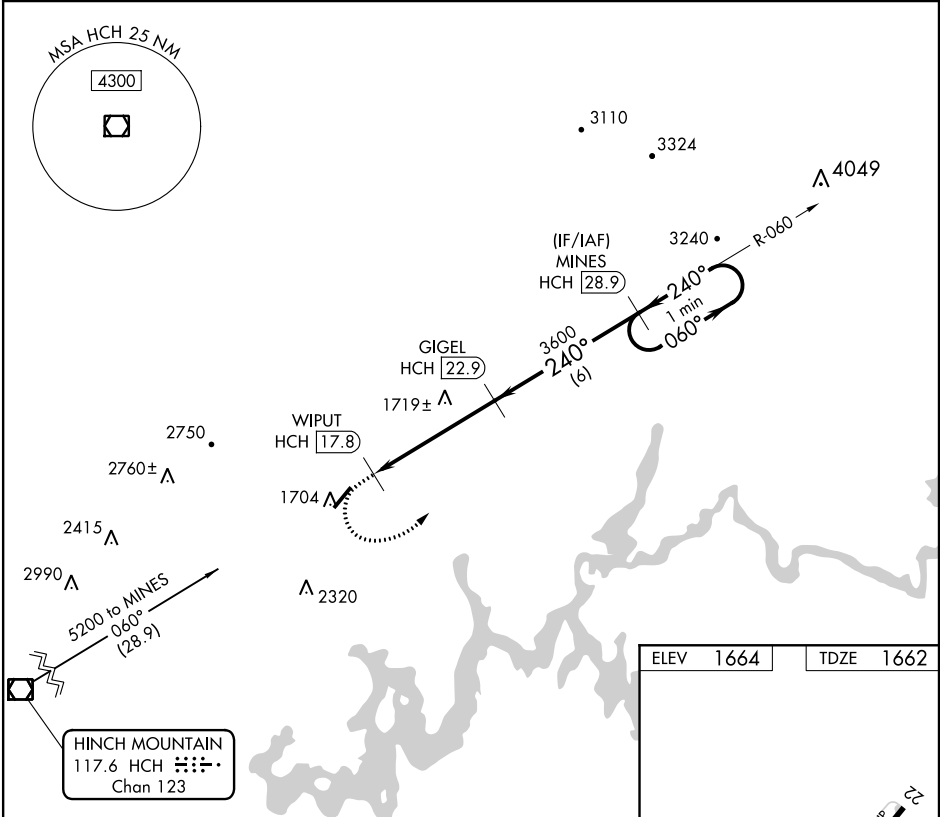 MSA HCH 25 NM
4300
3110
3324
4049
R-060
3240
(IF/IAF)
MINES
HCH 28.9
240°
1 min
060°
3600
240°
(6)
GIGEL
HCH 22.9
1719±
WIPUT
HCH 17.8
2750
2760±
1704
2415
2990
2320
5200 to MINES
060°
(28.9)
HINCH MOUNTAIN
117.6 HCH
Chan 123
ELEV 1664
TDZE 1662
22